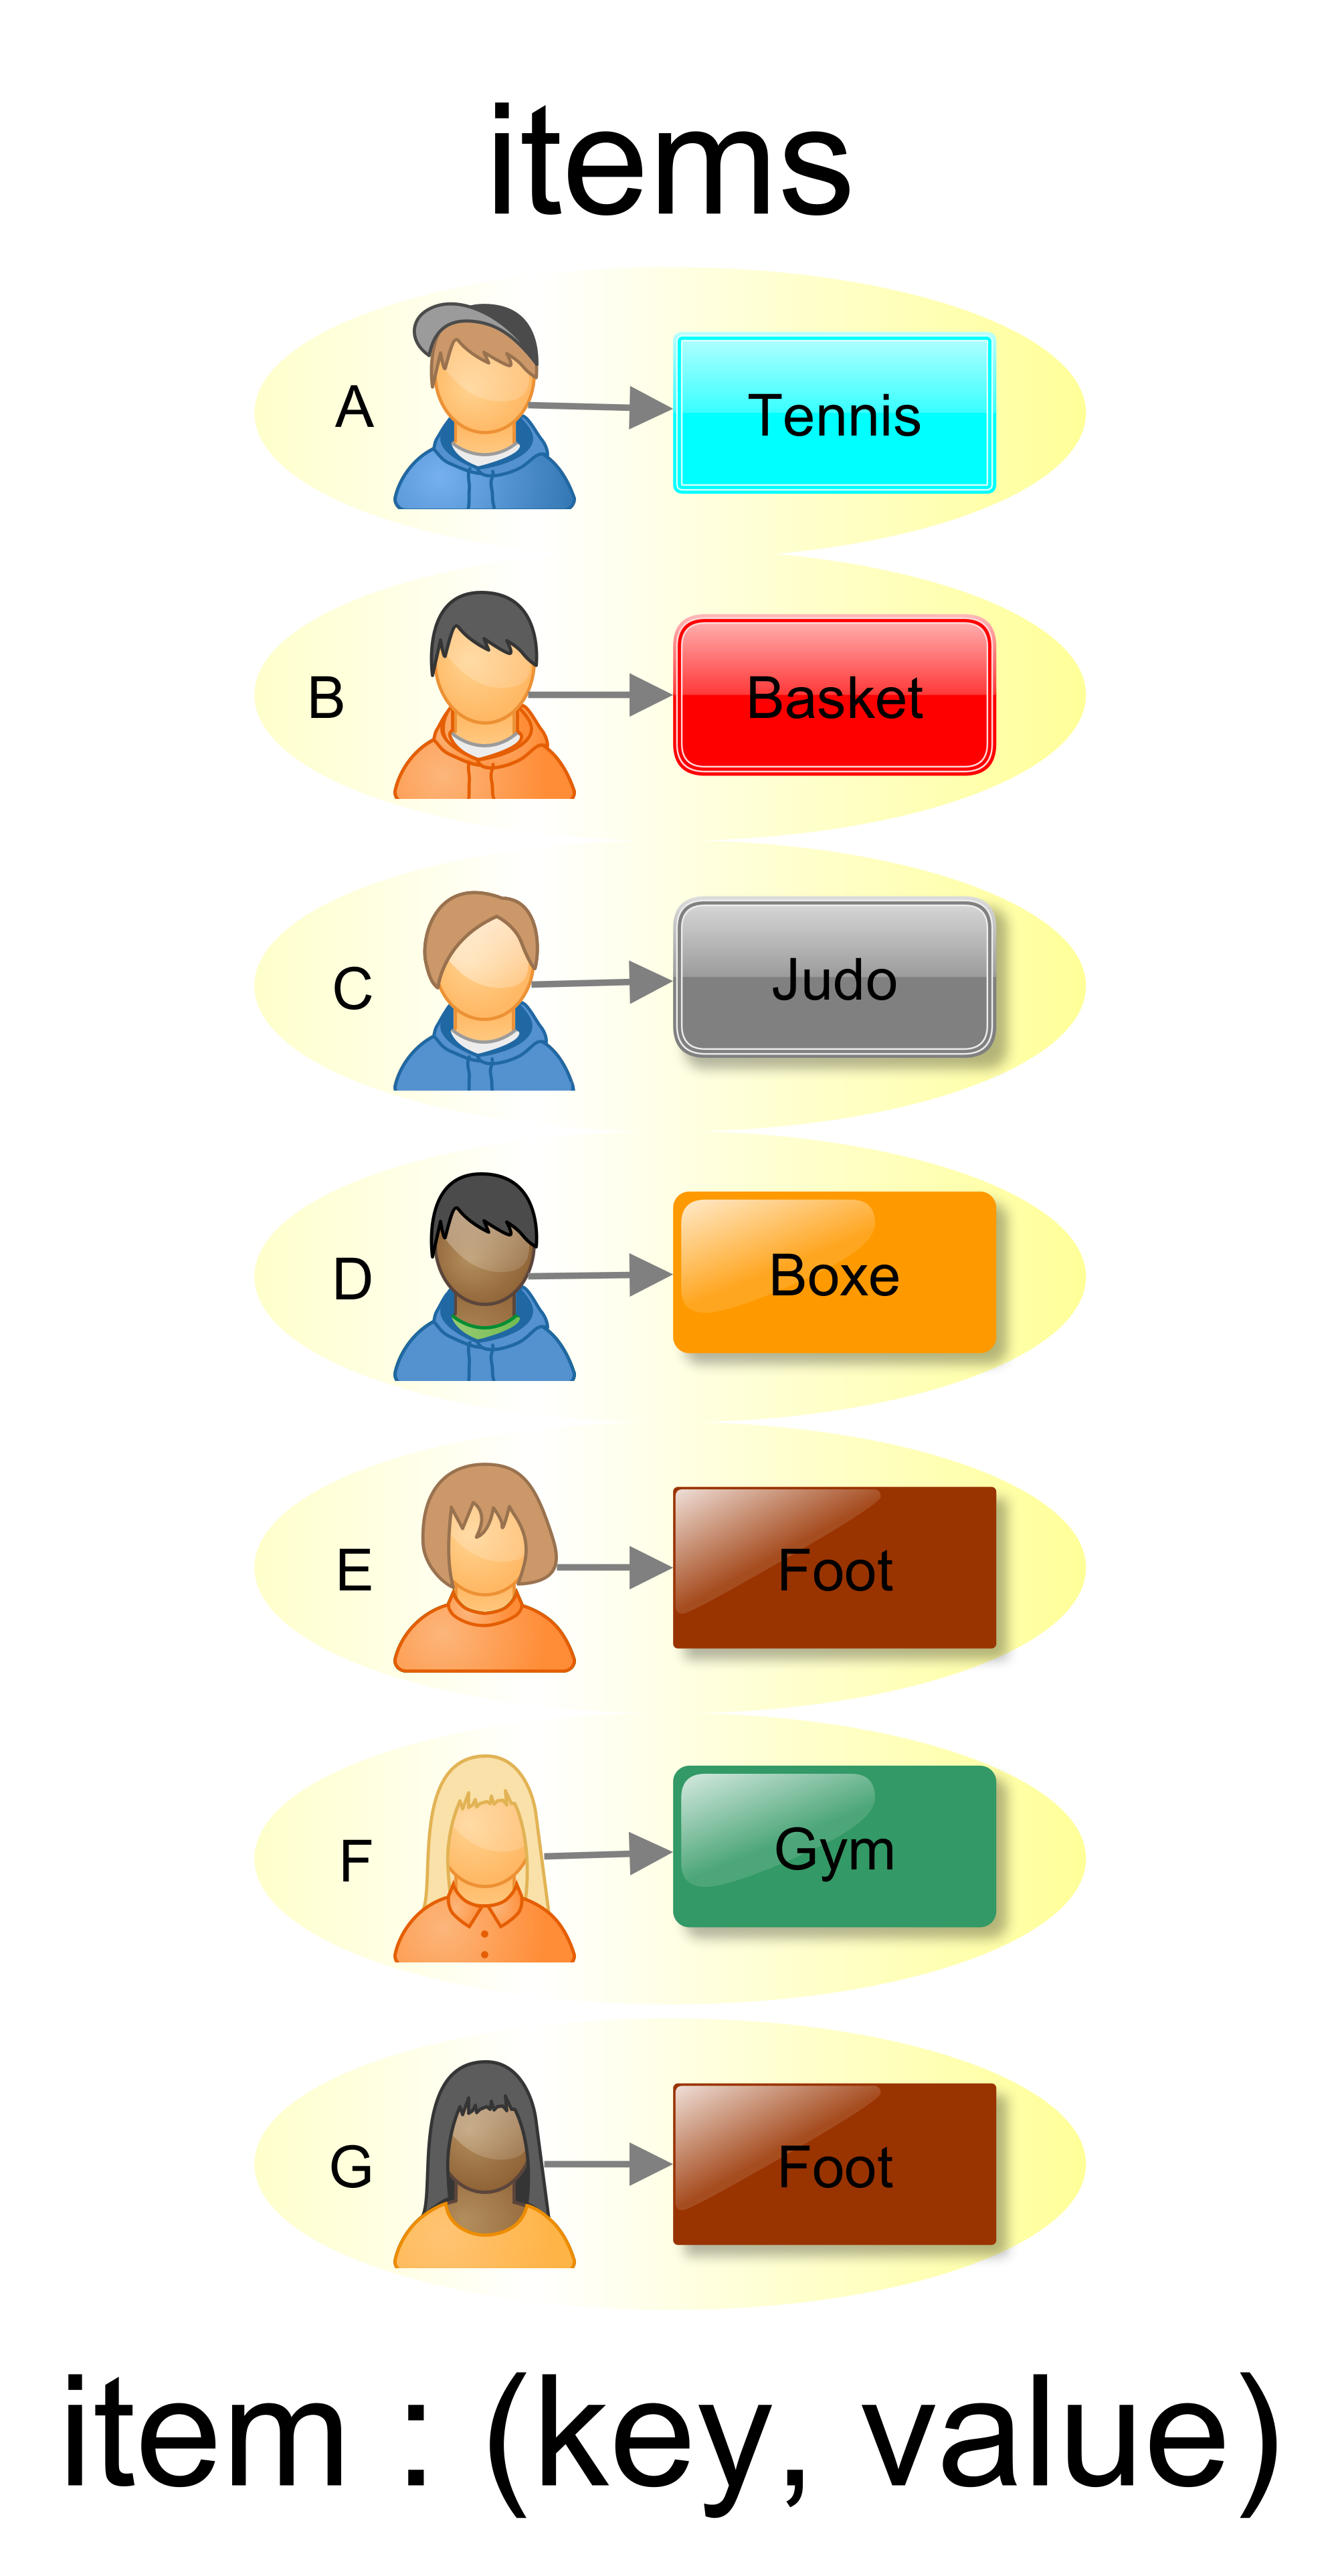 items
A Tennis
B Basket
C Judo
D Boxe
E Foot
F Gym
G Foot
item : (key, value)